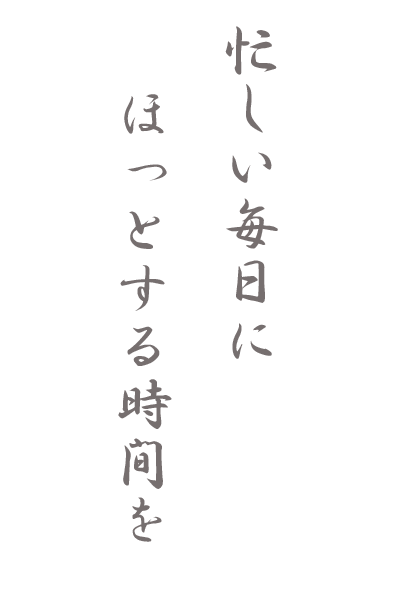 忙しい毎日に
ほっとする時間を